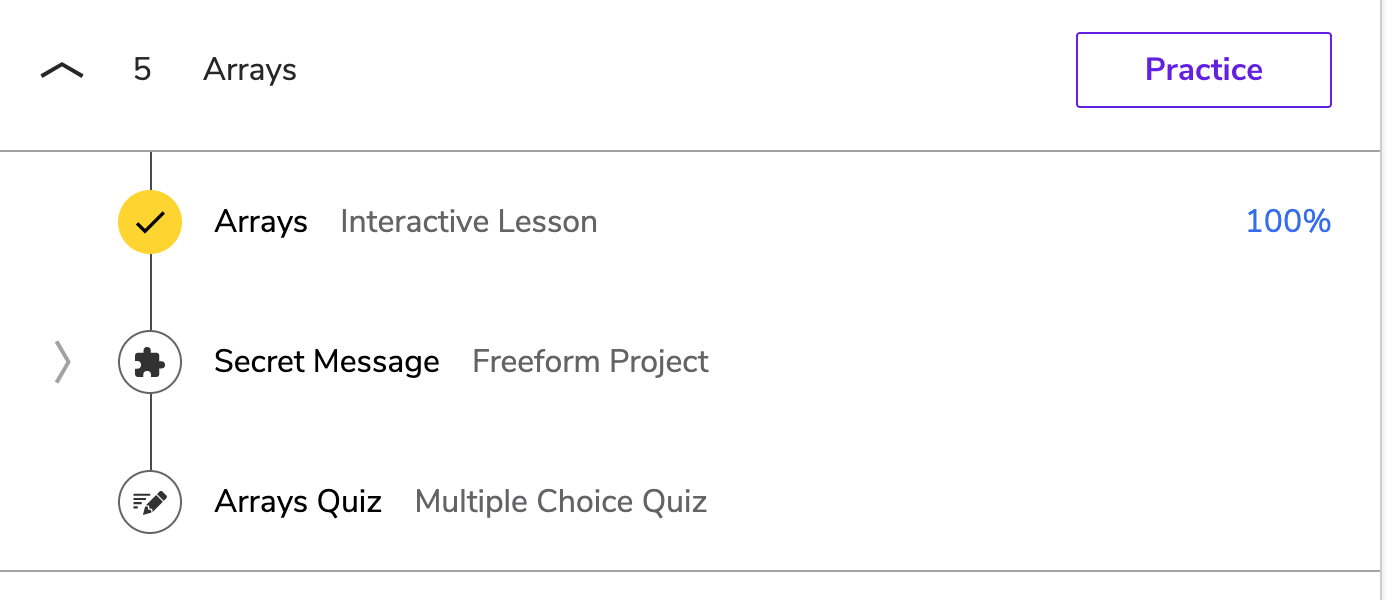 5 Arrays Practice
Arrays Interactive Lesson 100%
Secret Message Freeform Project
Arrays Quiz Multiple Choice Quiz